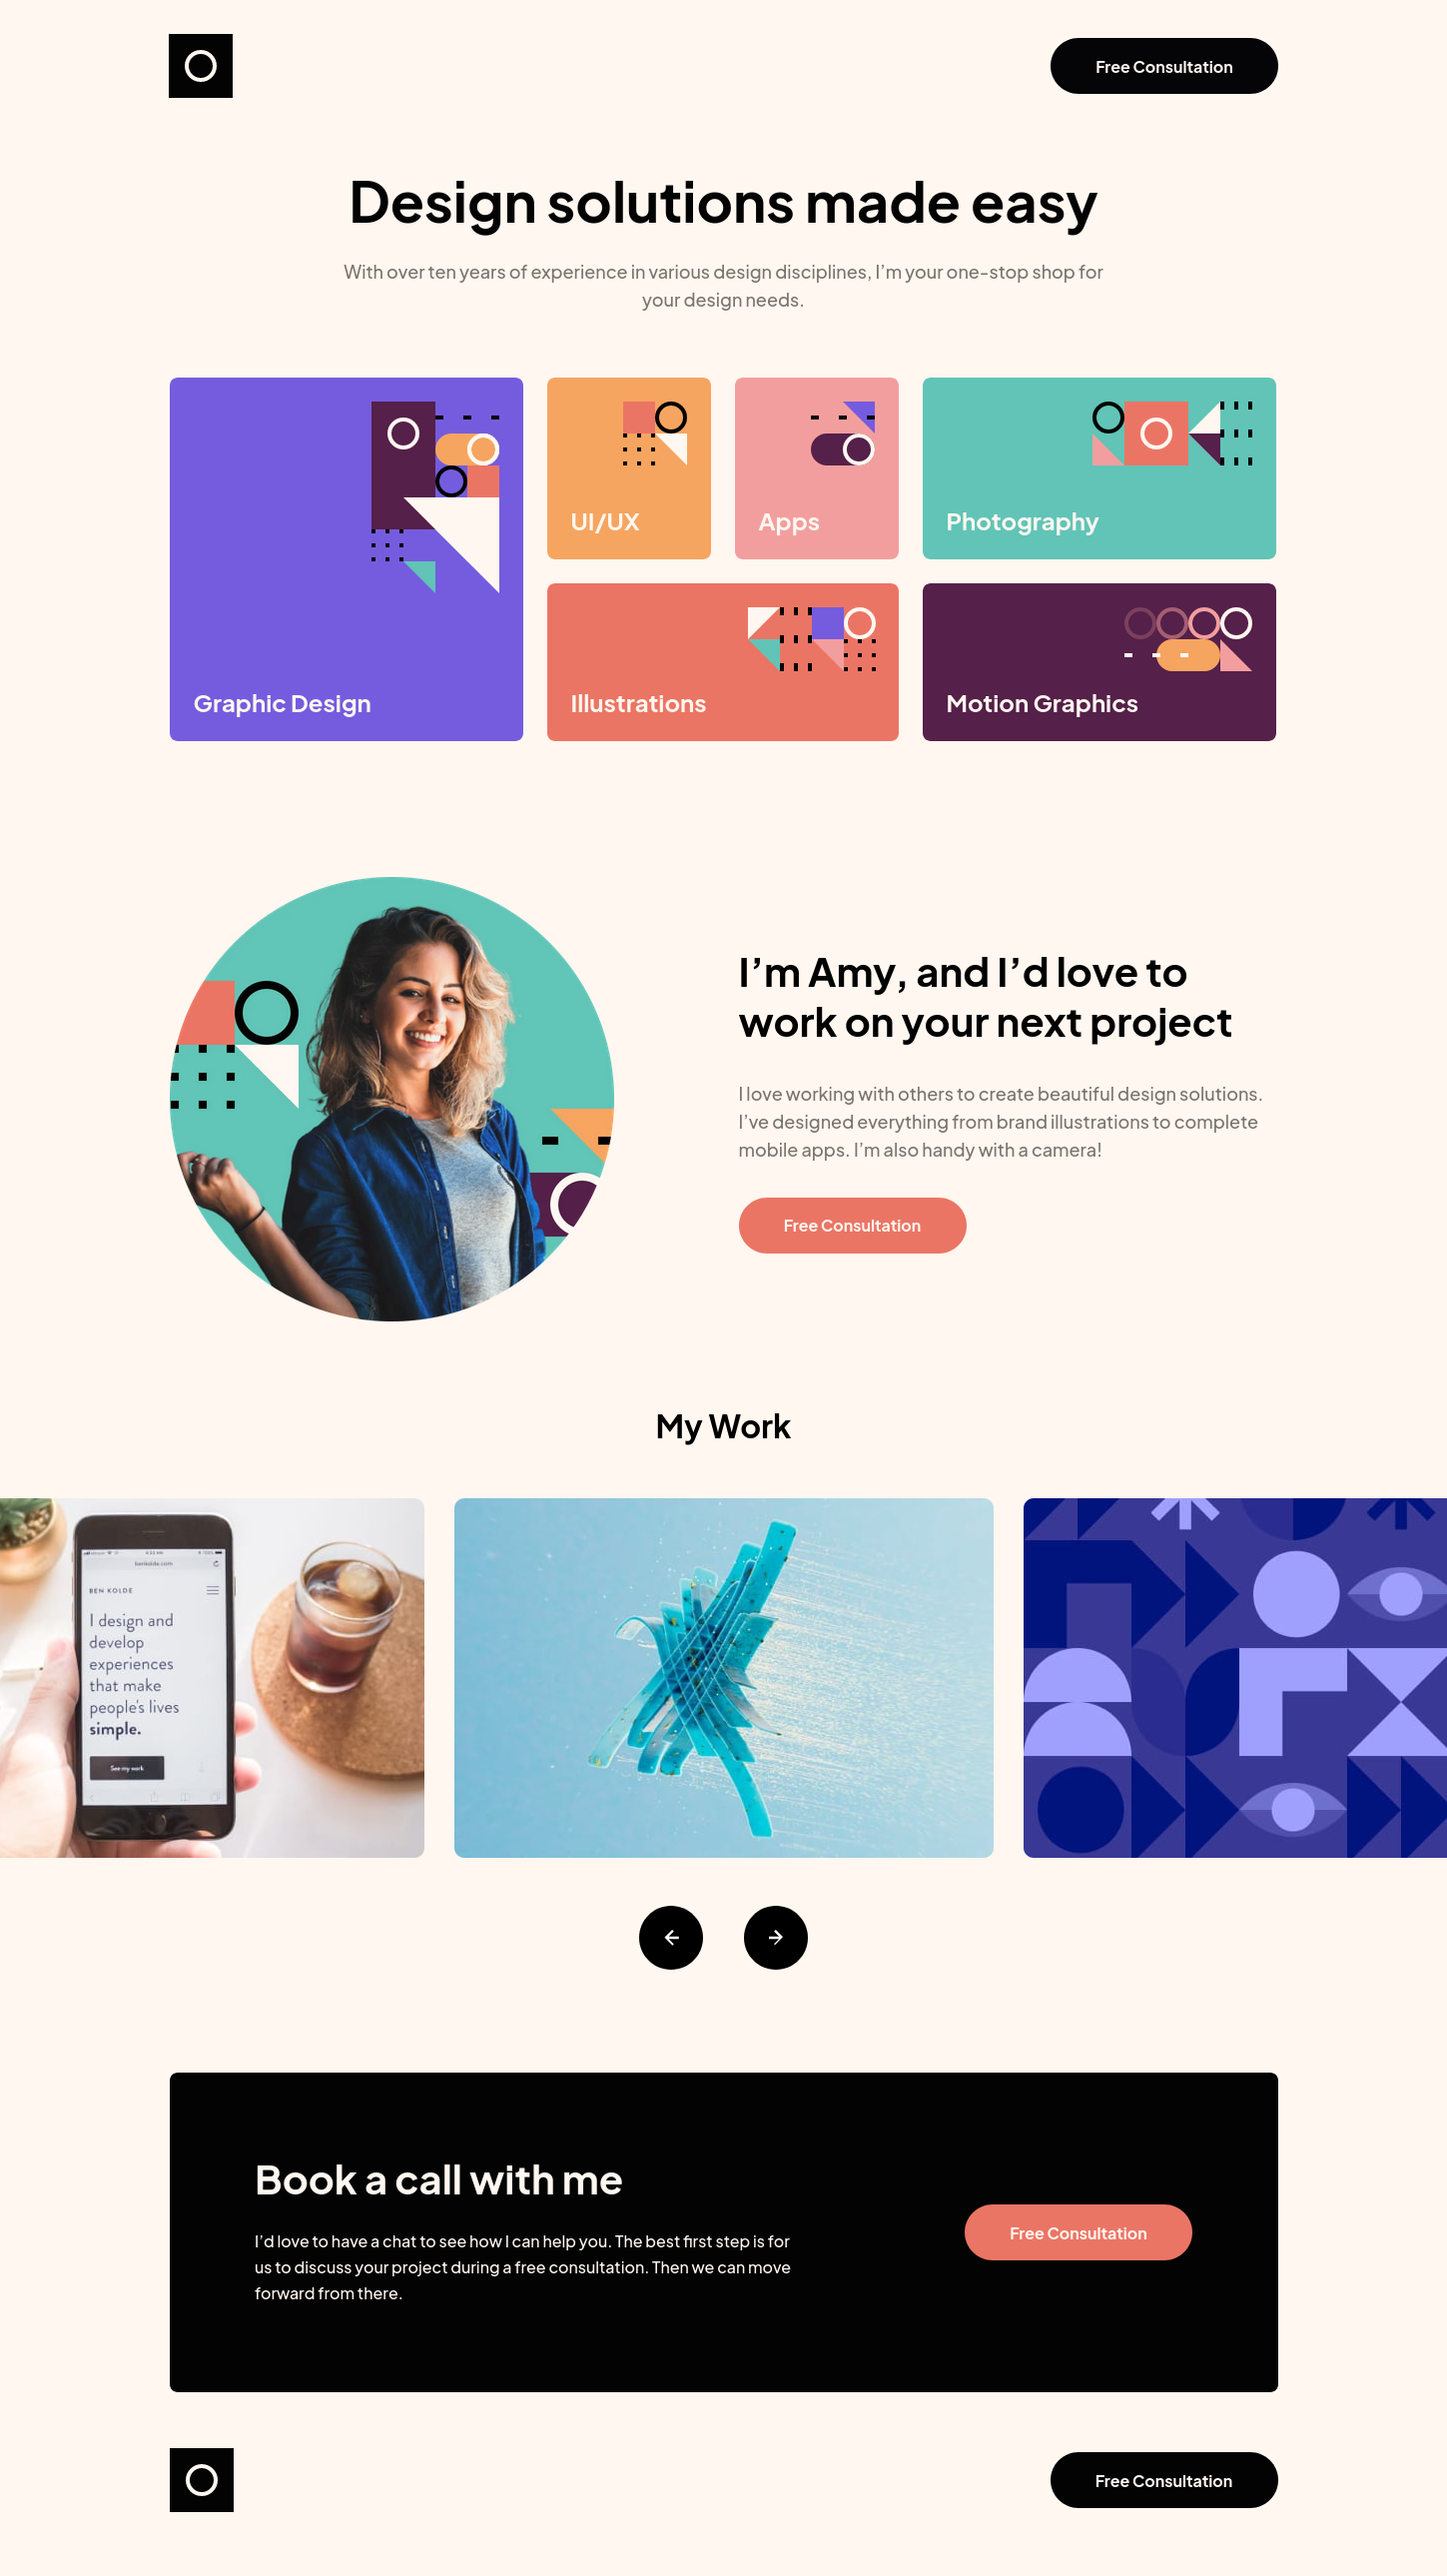 Free Consultation
Design solutions made easy
With over ten years of experience in various design disciplines, I’m your one-stop shop for
your design needs.
Graphic Design
UI/UX
Apps
Photography
Illustrations
Motion Graphics
I’m Amy, and I’d love to
work on your next project
I love working with others to create beautiful design solutions.
I’ve designed everything from brand illustrations to complete
mobile apps. I’m also handy with a camera!
Free Consultation
My Work
benkolde.com
BEN KOLDE
I design and
develop
experiences
that make
people's lives
simple.
See my work
Book a call with me
I’d love to have a chat to see how I can help you. The best first step is for
us to discuss your project during a free consultation. Then we can move
forward from there.
Free Consultation
Free Consultation